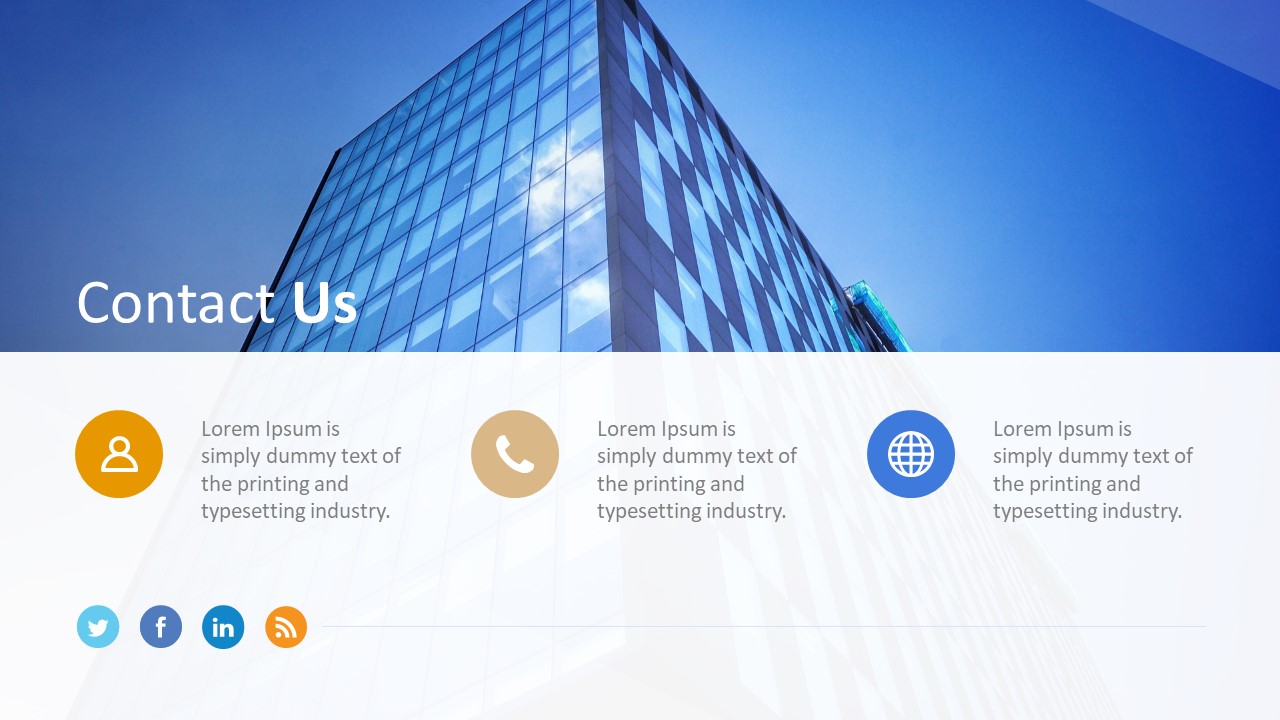 Contact Us
Lorem Ipsum is
simply dummy text of
the printing and
typesetting industry.
Lorem Ipsum is
simply dummy text of
the printing and
typesetting industry.
Lorem Ipsum is
simply dummy text of
the printing and
typesetting industry.
f in